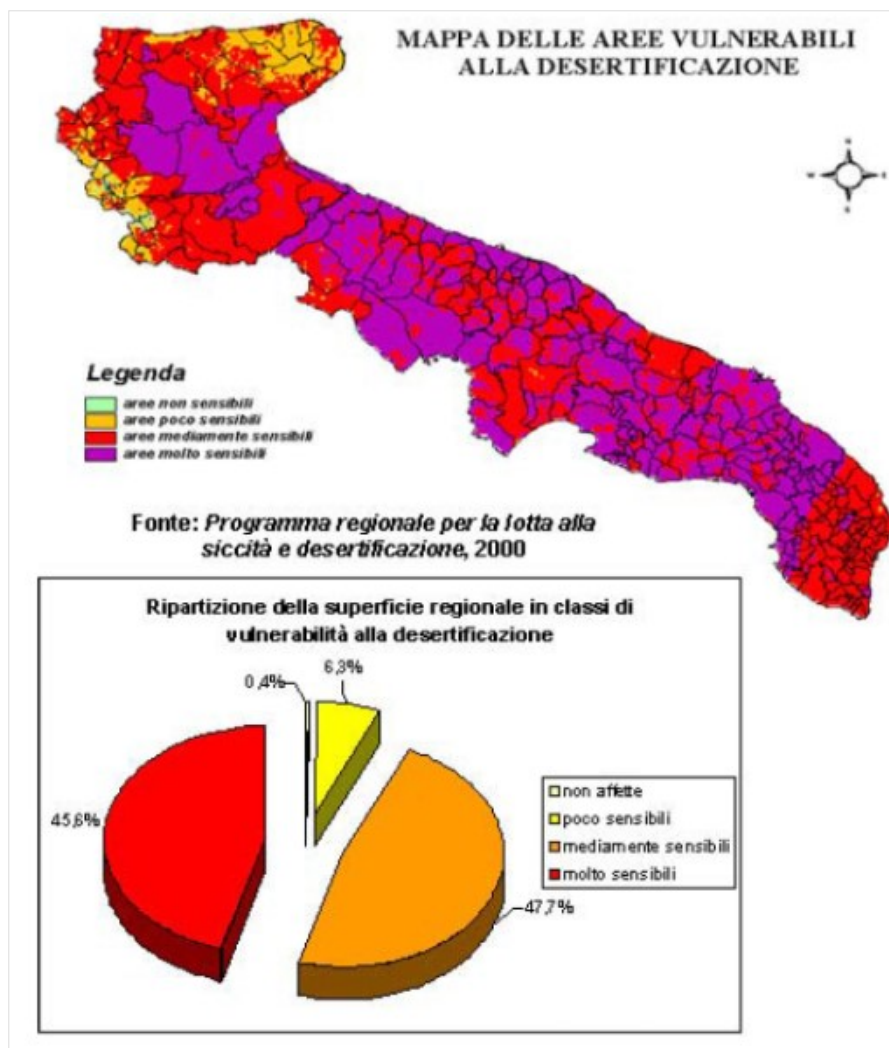 MAPPA DELLE AREE VULNERABILI
ALLA DESERTIFICAZIONE
N
W
E
S
Legenda
aree non sensibili
aree poco sensibili
aree mediamente sensibili
aree molto sensibili
Fonte: Programma regionale per la lotta alla
siccità e desertificazione, 2000
Ripartizione della superficie regionale in classi di
vulnerabilità alla desertificazione
0,4%
6,3%
45,6%
47,7%
non affette
poco sensibili
mediamente sensibili
molto sensibili